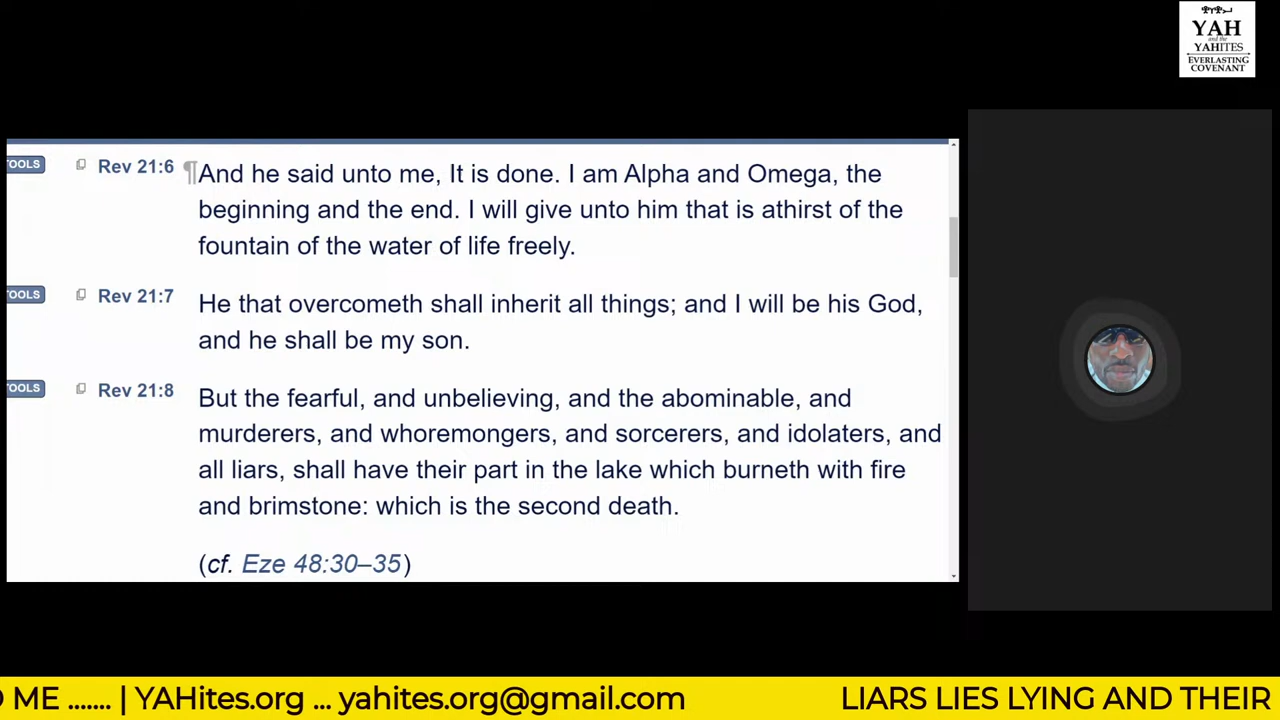 YAH
and the
YAHITES
EVERLASTING
COVENANT
TOOLS Rev 21:6 ¶And he said unto me, It is done. I am Alpha and Omega, the
beginning and the end. I will give unto him that is athirst of the
fountain of the water of life freely.
TOOLS Rev 21:7 He that overcometh shall inherit all things; and I will be his God,
and he shall be my son.
TOOLS Rev 21:8 But the fearful, and unbelieving, and the abominable, and
murderers, and whoremongers, and sorcerers, and idolaters, and
all liars, shall have their part in the lake which burneth with fire
and brimstone: which is the second death.
(cf. Eze 48:30–35)
ME ....... | YAHites.org ... yahites.org@gmail.com LIARS LIES LYING AND THEIR